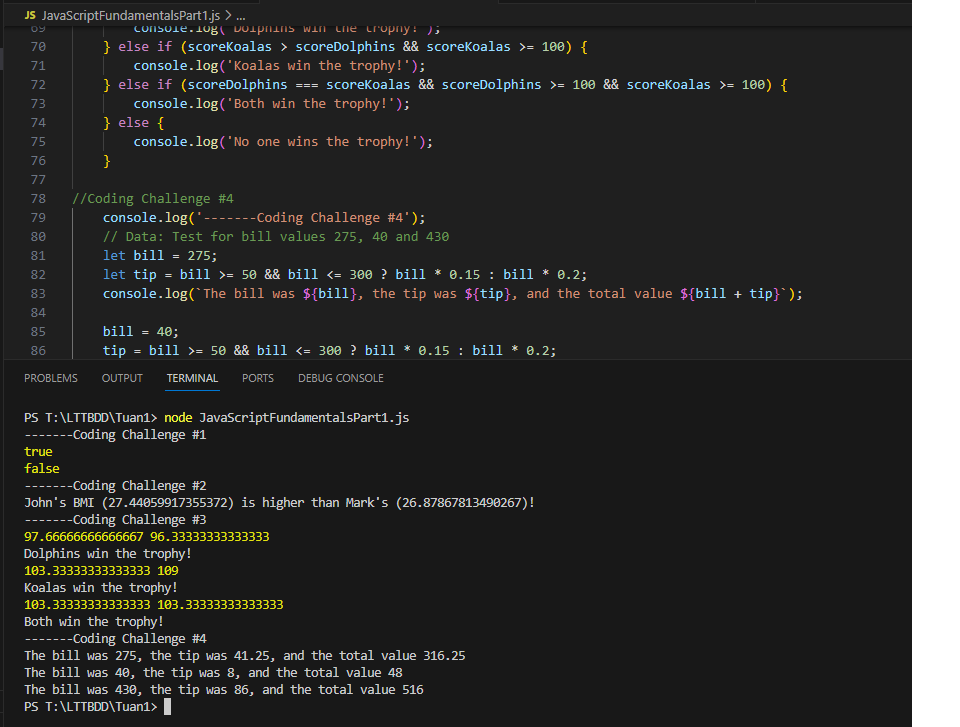 JS JavaScriptFundamentalsPart1.js > ...
69 console.log('Dolphins win the trophy!');
70 } else if (scoreKoalas > scoreDolphins && scoreKoalas >= 100) {
71 console.log('Koalas win the trophy!');
72 } else if (scoreDolphins === scoreKoalas && scoreDolphins >= 100 && scoreKoalas >= 100) {
73 console.log('Both win the trophy!');
74 } else {
75 console.log('No one wins the trophy!');
76 }
77
78 //Coding Challenge #4
79 console.log('-------Coding Challenge #4');
80 // Data: Test for bill values 275, 40 and 430
81 let bill = 275;
82 let tip = bill >= 50 && bill <= 300 ? bill * 0.15 : bill * 0.2;
83 console.log(`The bill was ${bill}, the tip was ${tip}, and the total value ${bill + tip}`);
84
85 bill = 40;
86 tip = bill >= 50 && bill <= 300 ? bill * 0.15 : bill * 0.2;
PROBLEMS OUTPUT TERMINAL PORTS DEBUG CONSOLE
PS T:\LTTBDD\Tuan1> node JavaScriptFundamentalsPart1.js
-------Coding Challenge #1
true
false
-------Coding Challenge #2
John's BMI (27.44059917355372) is higher than Mark's (26.87867813490267)!
-------Coding Challenge #3
97.66666666666667 96.33333333333333
Dolphins win the trophy!
103.33333333333333 109
Koalas win the trophy!
103.33333333333333 103.33333333333333
Both win the trophy!
-------Coding Challenge #4
The bill was 275, the tip was 41.25, and the total value 316.25
The bill was 40, the tip was 8, and the total value 48
The bill was 430, the tip was 86, and the total value 516
PS T:\LTTBDD\Tuan1>